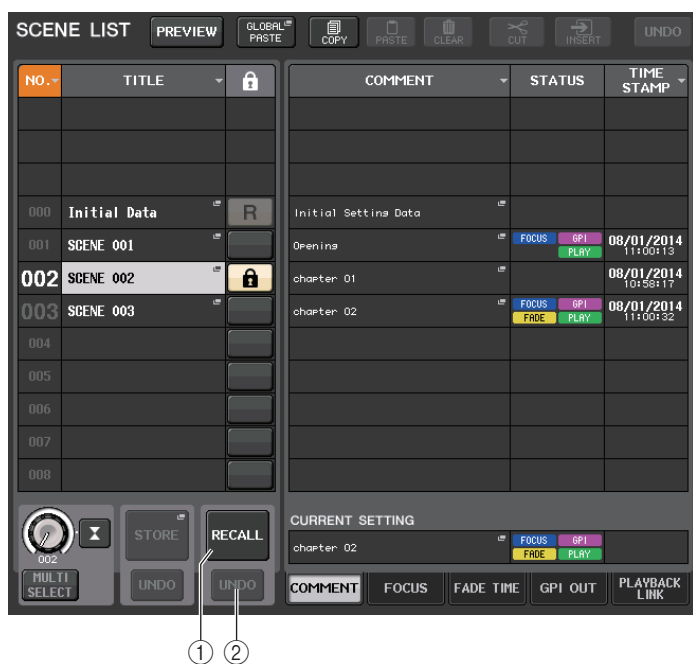 SCENE LIST PREVIEW GLOBAL PASTE COPY PASTE CLEAR CUT INSERT UNDO
NO. TITLE COMMENT STATUS TIME STAMP
000 Initial Data R Initial Setting Data
001 SCENE 001 Opening FOCUS GPI PLAY 08/01/2014 11:00:13
002 SCENE 002 chapter 01 08/01/2014 10:58:17
003 SCENE 003 chapter 02 FOCUS GPI FADE PLAY 08/01/2014 11:00:32
004
005
006
007
008
002 STORE RECALL
MULTI SELECT UNDO UNDO
CURRENT SETTING
chapter 02 FOCUS GPI FADE PLAY
COMMENT FOCUS FADE TIME GPI OUT PLAYBACK LINK
① ②